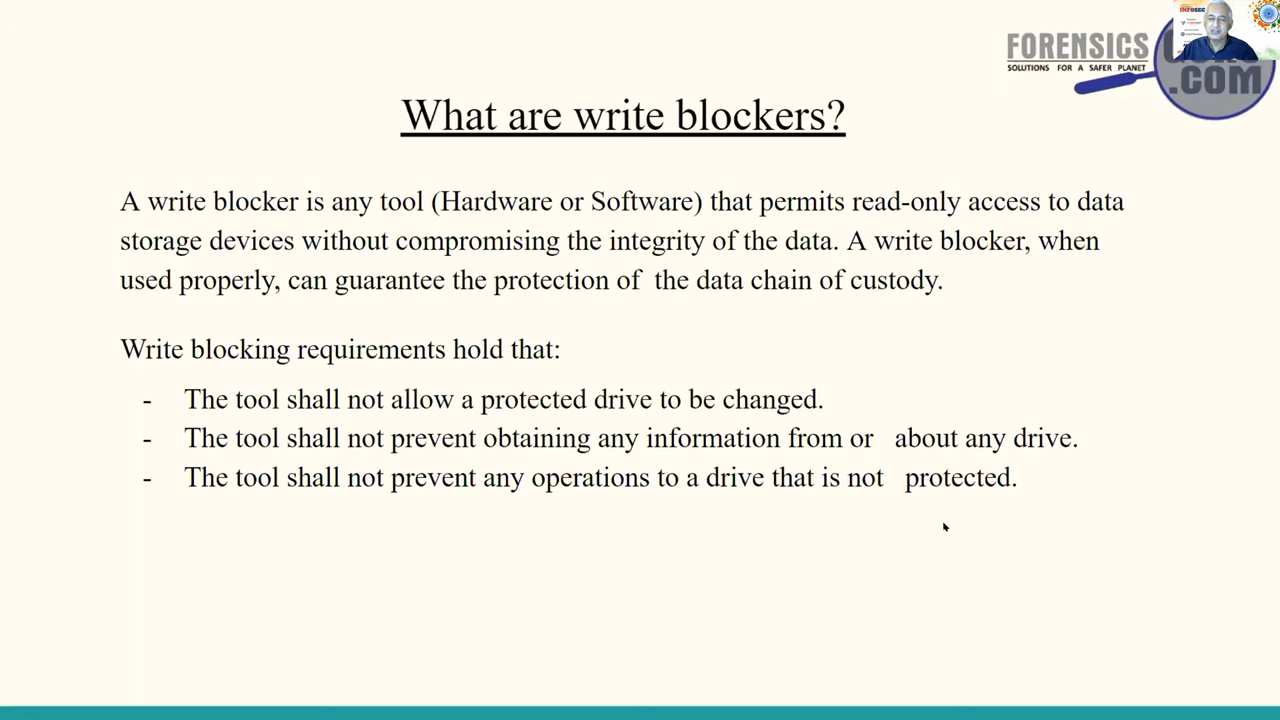 INFOSEC
FORENSICS
SOLUTIONS FOR A SAFER PLANET
.COM
What are write blockers?
A write blocker is any tool (Hardware or Software) that permits read-only access to data
storage devices without compromising the integrity of the data. A write blocker, when
used properly, can guarantee the protection of the data chain of custody.
Write blocking requirements hold that:
- The tool shall not allow a protected drive to be changed.
- The tool shall not prevent obtaining any information from or about any drive.
- The tool shall not prevent any operations to a drive that is not protected.